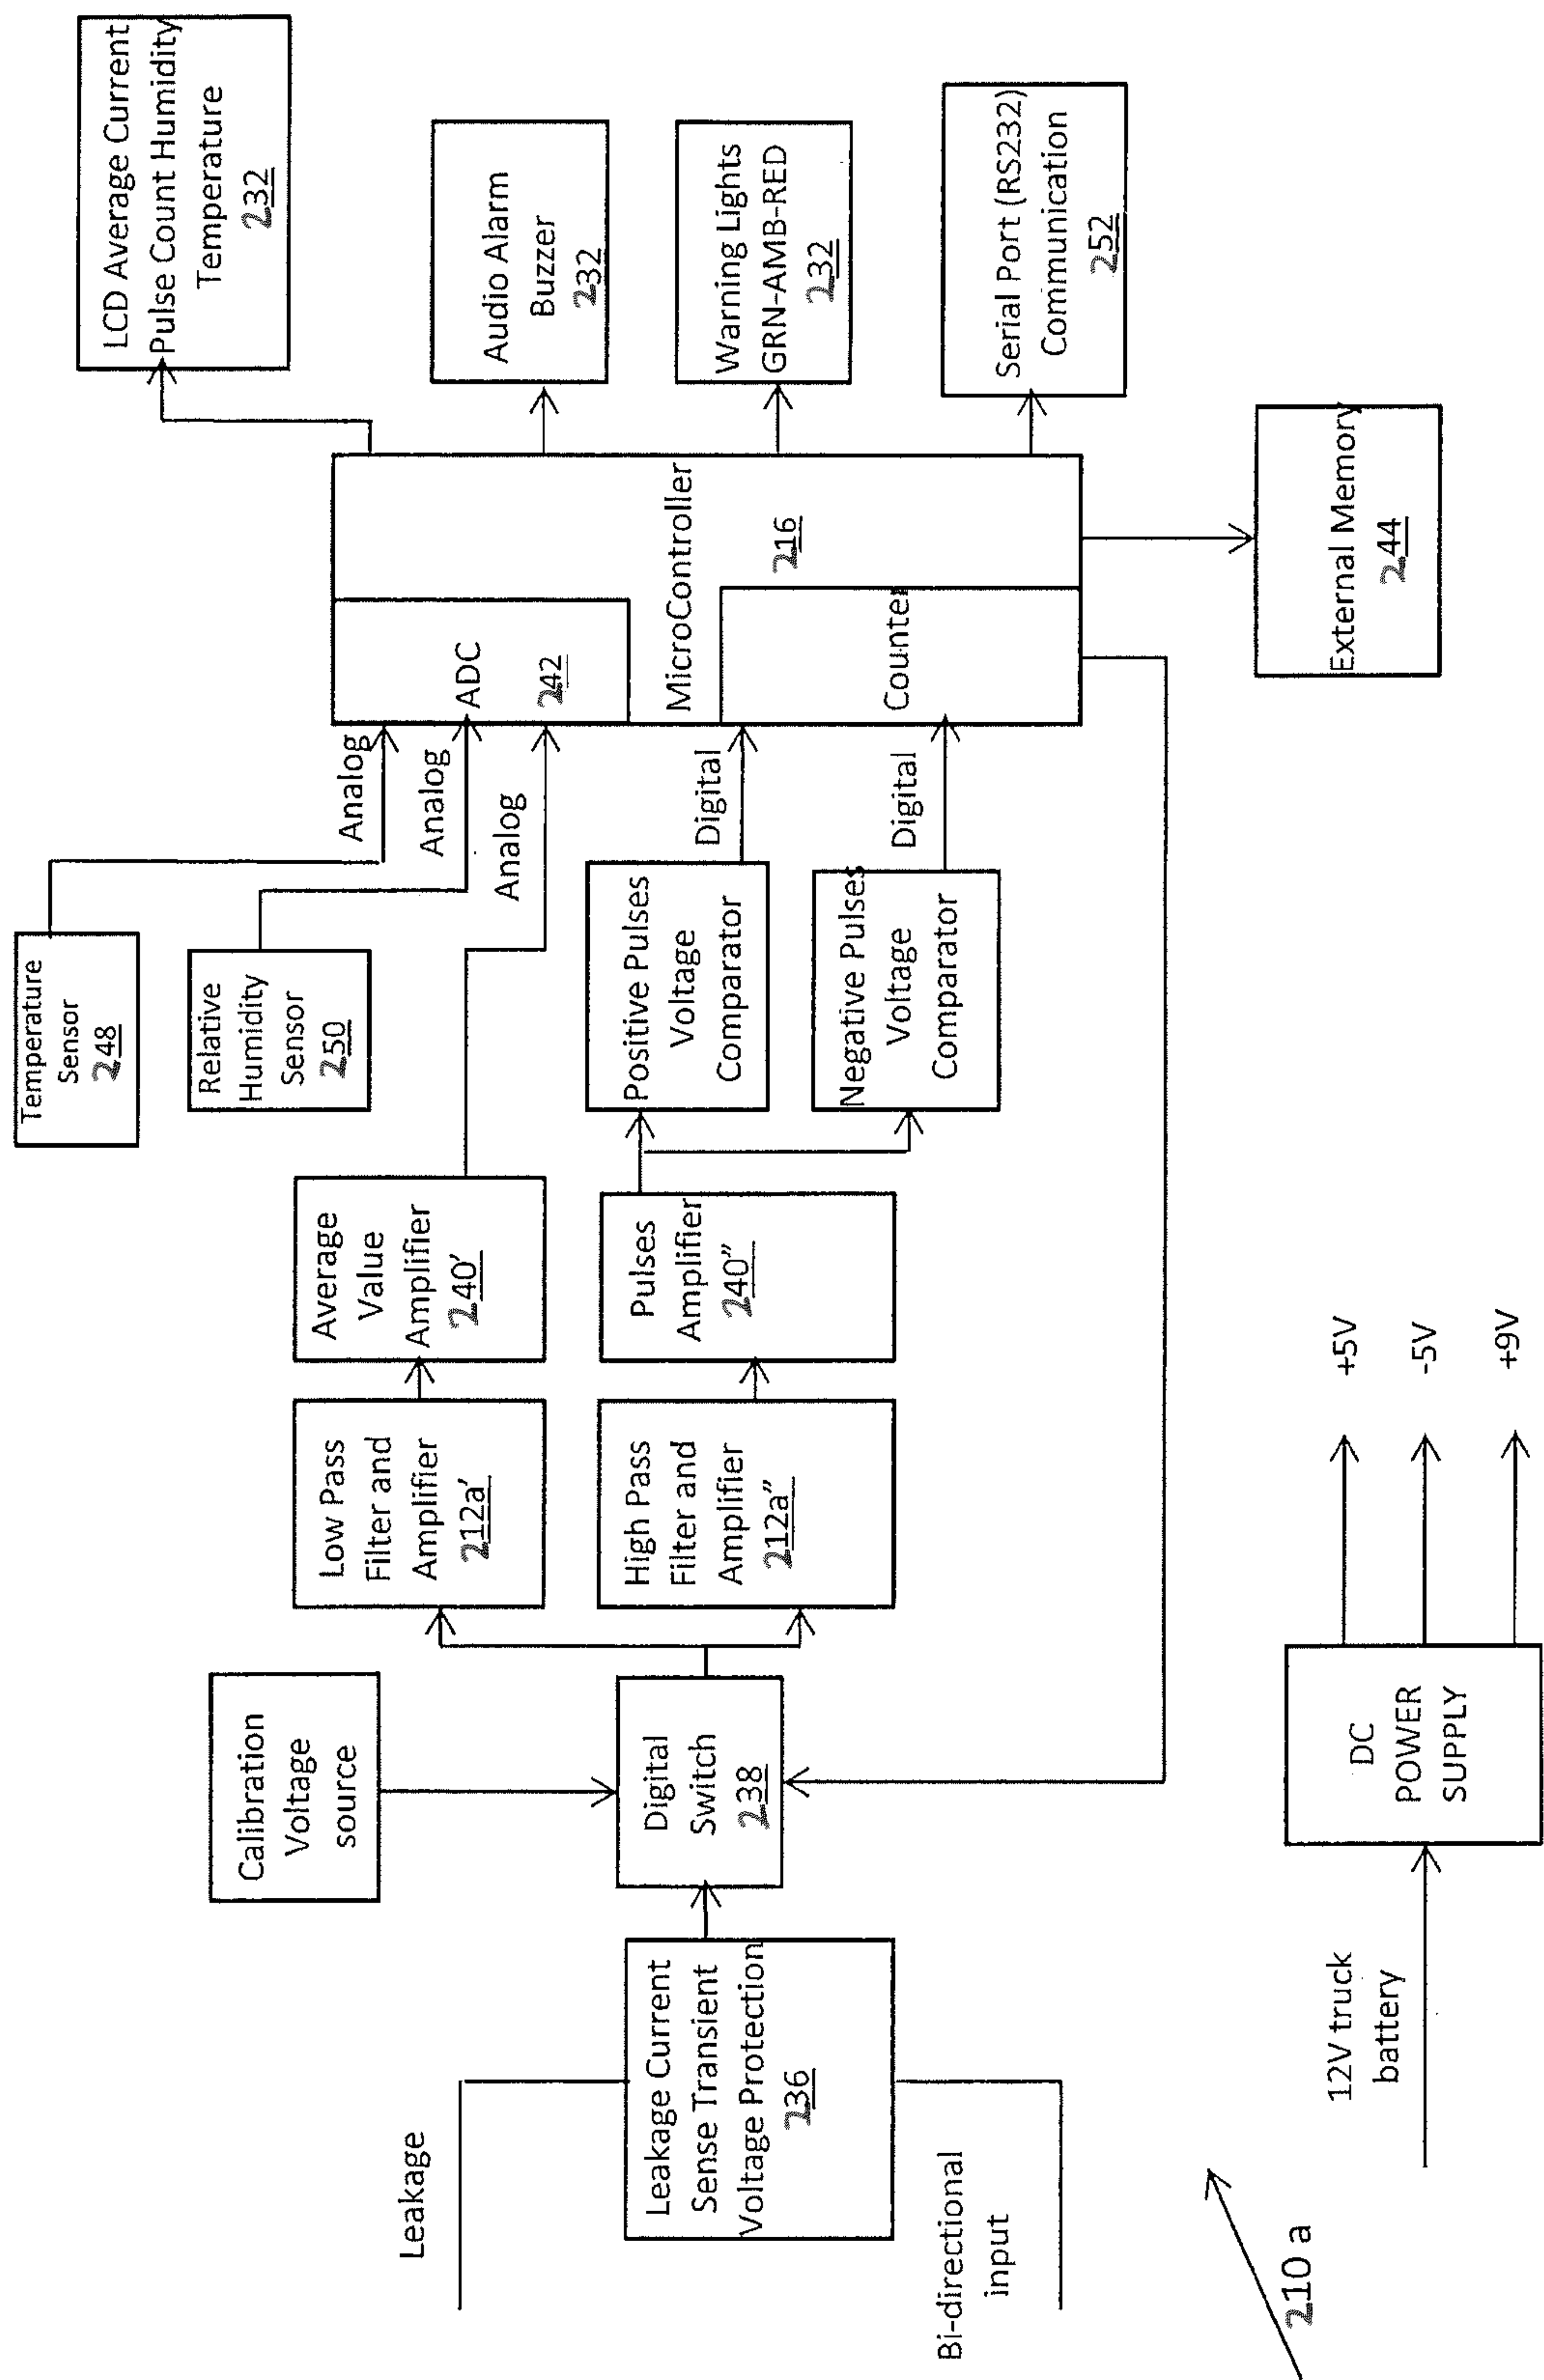 Leakage
Bi-directional
input
Leakage Current
Sense Transient
Voltage Protection
236
Calibration
Voltage
source
Digital
Switch
238
Low Pass
Filter and
Amplifier
212a'
High Pass
Filter and
Amplifier
212a"
Average
Value
Amplifier
240'
Pulses
Amplifier
240"
Temperature
Sensor
248
Relative
Humidity
Sensor
250
Positive Pulses
Voltage
Comparator
Negative Pulses
Voltage
Comparator
Analog
Analog
Analog
Digital
Digital
ADC
242
MicroController
216
Counter
LCD Average Current
Pulse Count Humidity
Temperature
232
Audio Alarm
Buzzer
232
Warning Lights
GRN-AMB-RED
232
Serial Port (RS232)
Communication
252
External Memory
244
12V truck
battery
DC
POWER
SUPPLY
+5V
-5V
+9V
210 a